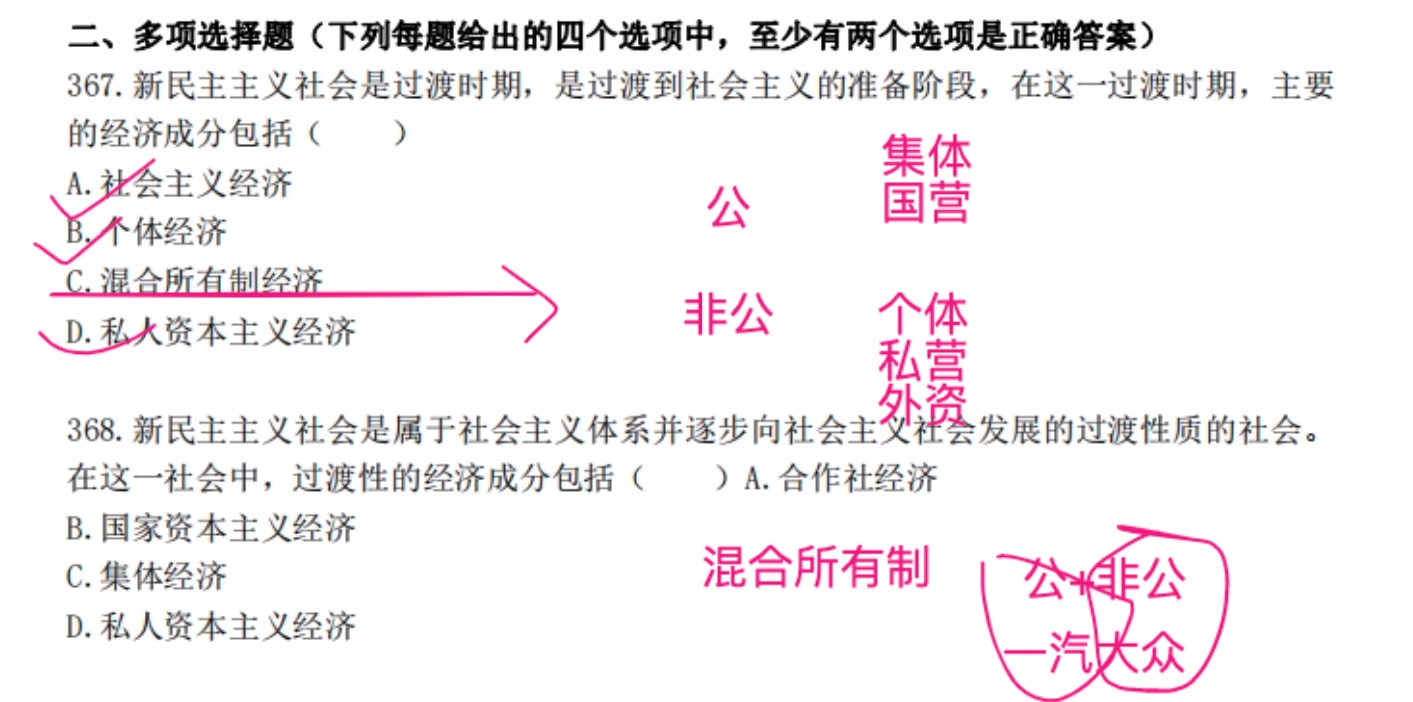 二、多项选择题（下列每题给出的四个选项中，至少有两个选项是正确答案）
367.新民主主义社会是过渡时期，是过渡到社会主义的准备阶段，在这一过渡时期，主要
的经济成分包括（　　）
A.社会主义经济
B.个体经济
C.混合所有制经济
D.私人资本主义经济
公
集体
国营
非公
个体
私营
外资
368.新民主主义社会是属于社会主义体系并逐步向社会主义社会发展的过渡性质的社会。
在这一社会中，过渡性的经济成分包括（　　）A.合作社经济
B.国家资本主义经济
C.集体经济
D.私人资本主义经济
混合所有制
公+非公
一汽大众